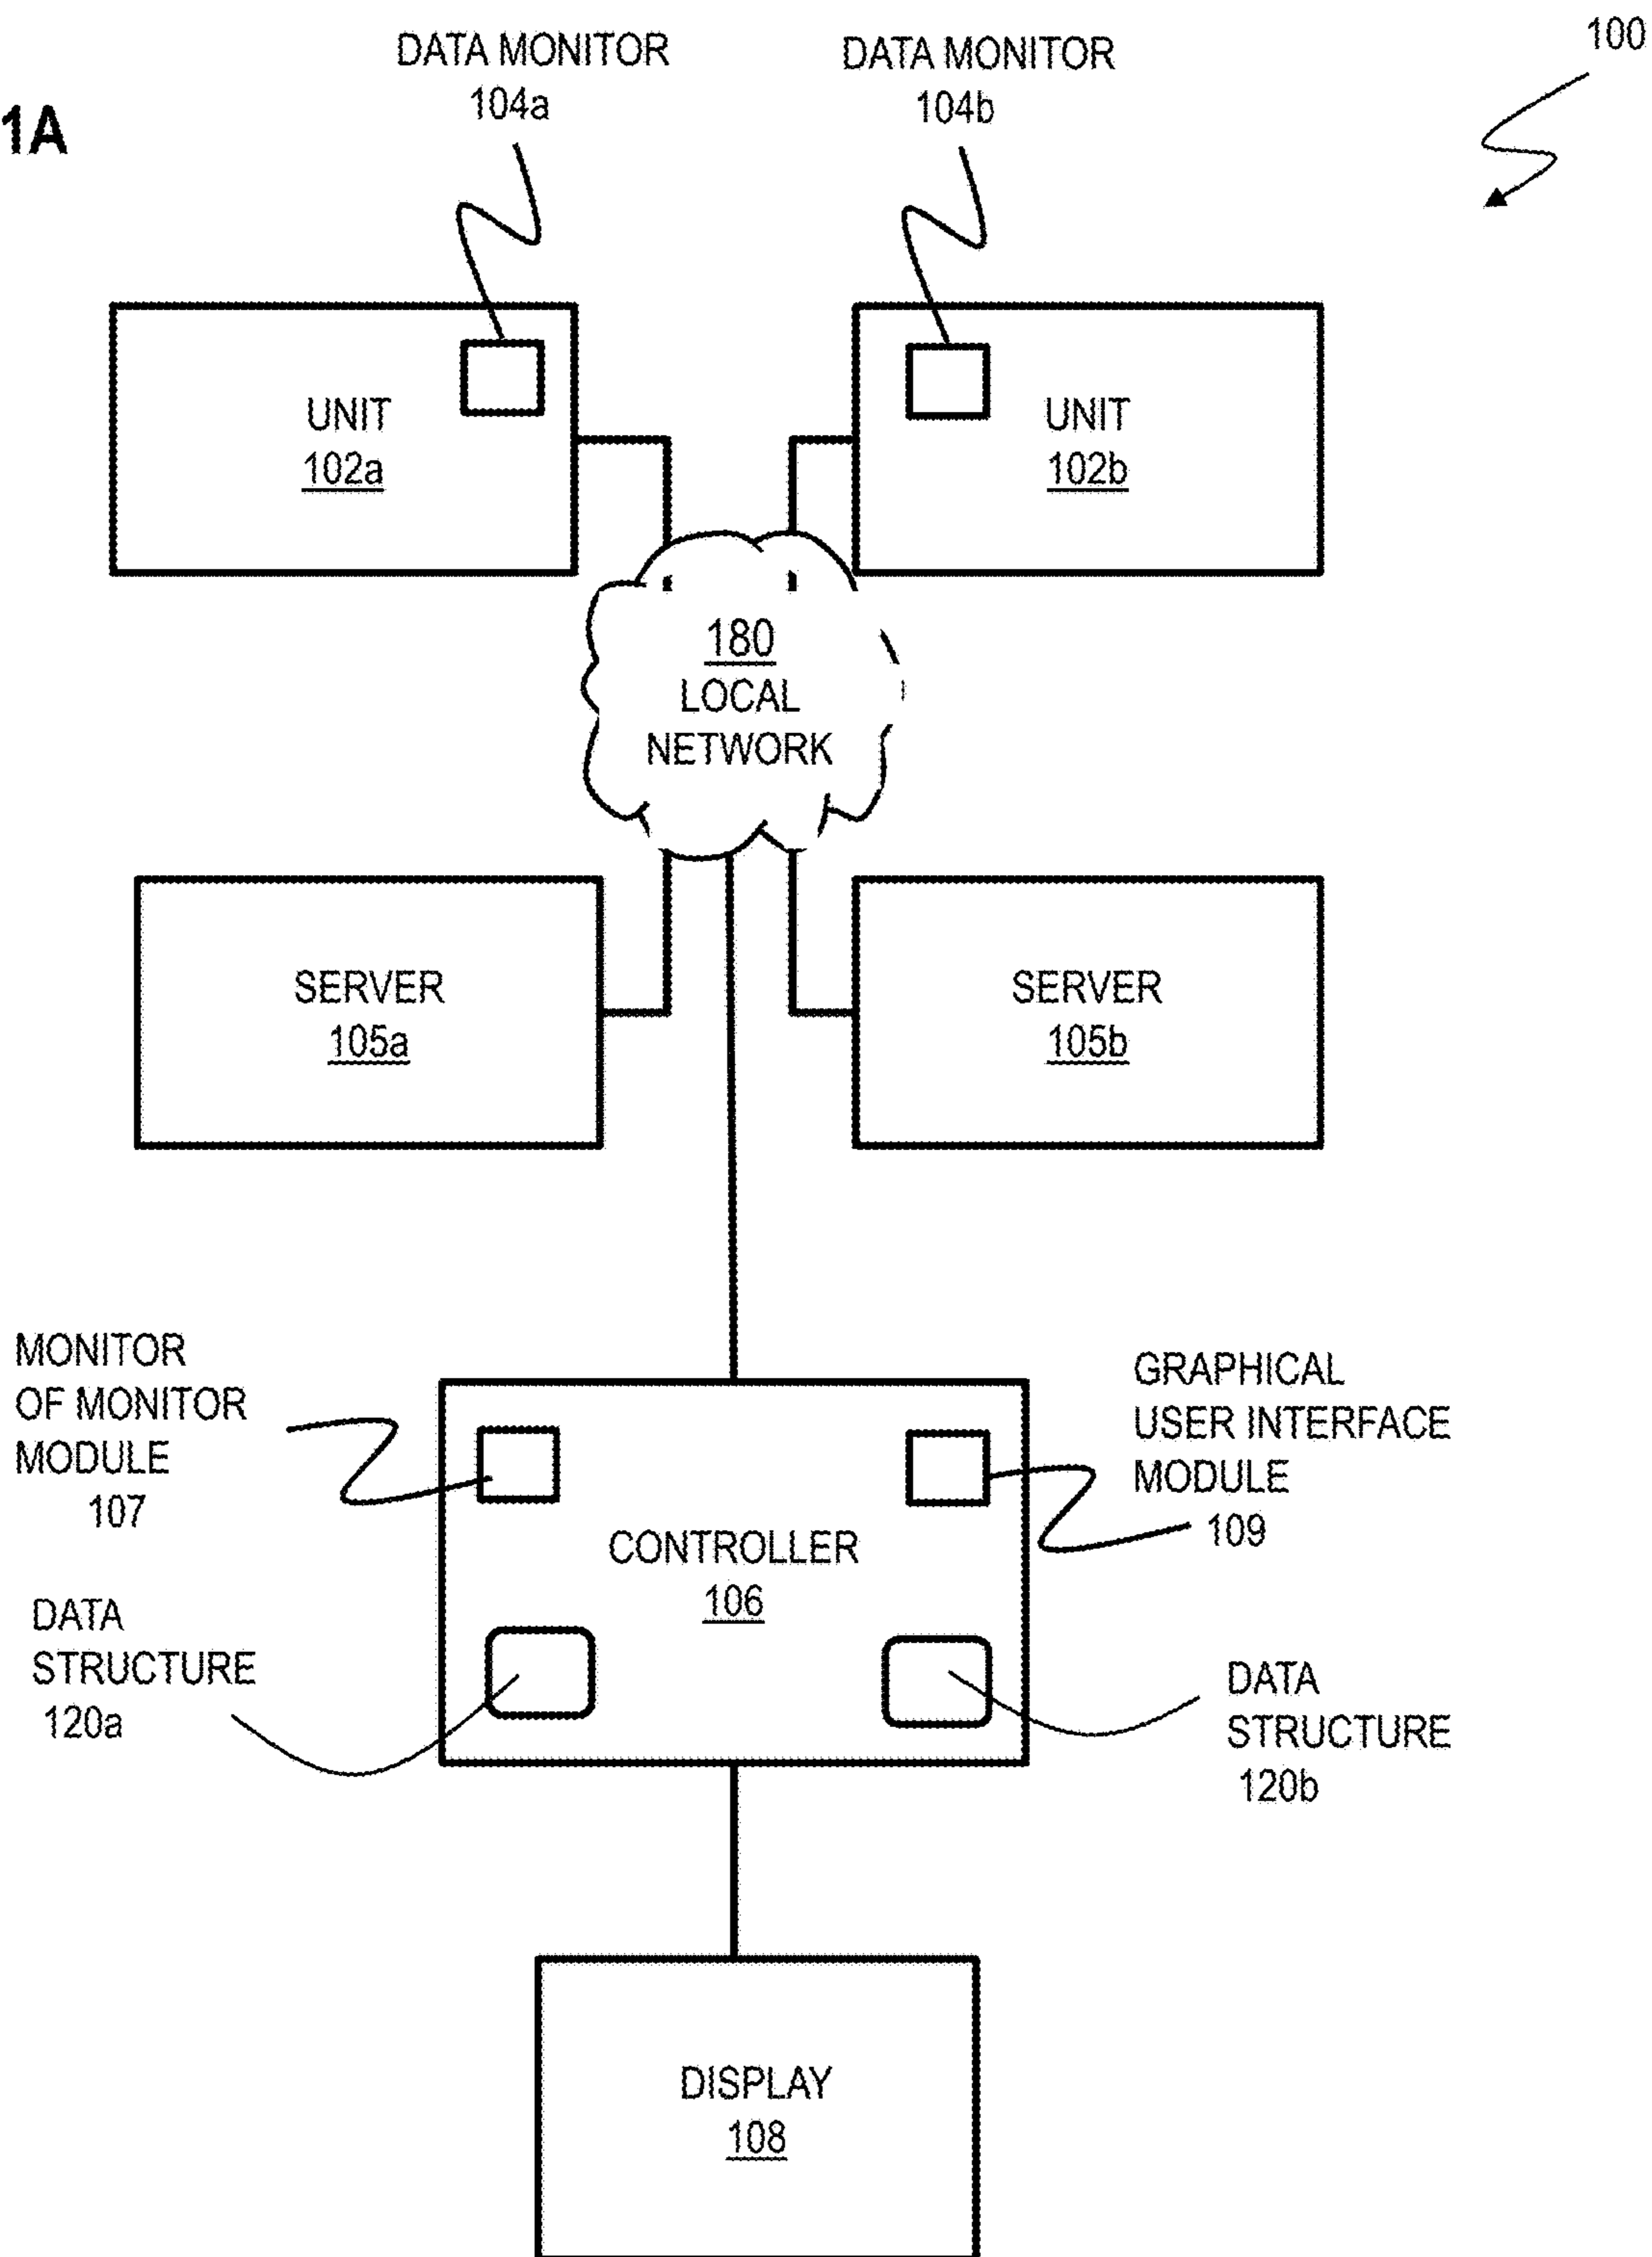 100
DATA MONITOR
104a
DATA MONITOR
104b
1A
UNIT
102a
UNIT
102b
180
LOCAL
NETWORK
SERVER
105a
SERVER
105b
MONITOR
OF MONITOR
MODULE
107
GRAPHICAL
USER INTERFACE
MODULE
109
CONTROLLER
106
DATA
STRUCTURE
120a
DATA
STRUCTURE
120b
DISPLAY
108